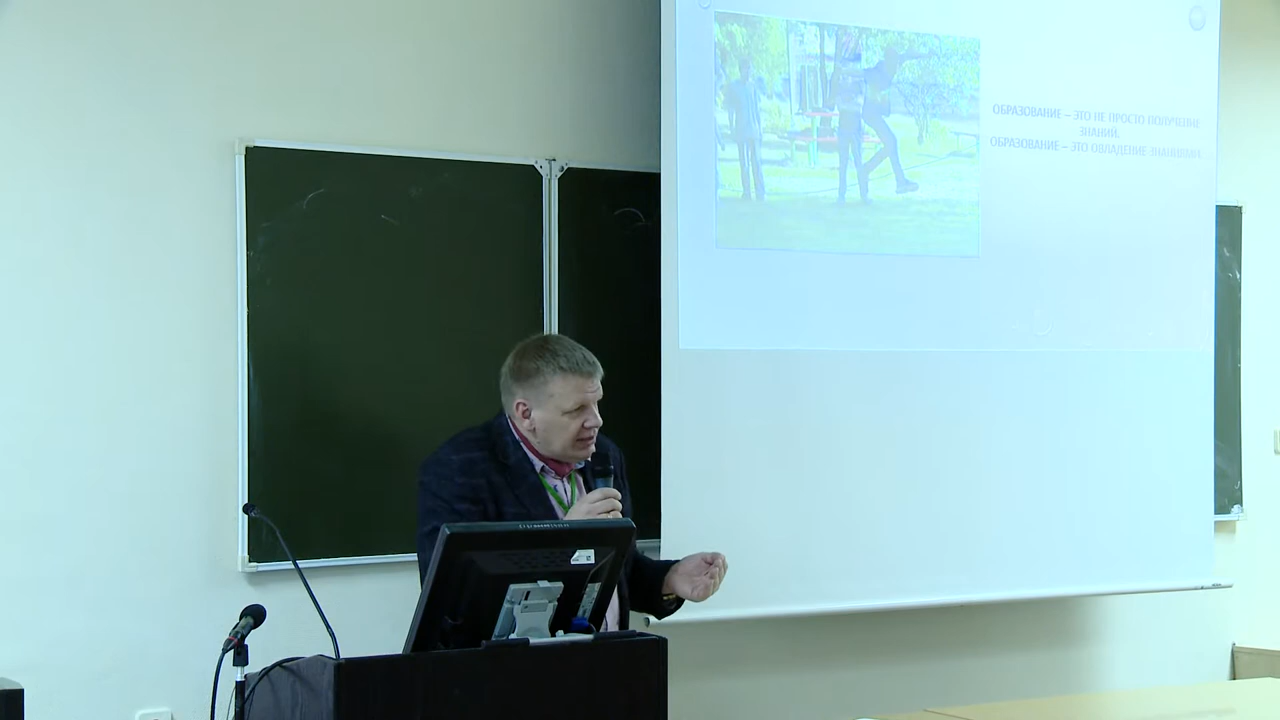 ОБРАЗОВАНИЕ – ЭТО НЕ ПРОСТО ПОЛУЧЕНИЕ
ЗНАНИЙ.
ОБРАЗОВАНИЕ – ЭТО ОВЛАДЕНИЕ ЗНАНИЯМИ.